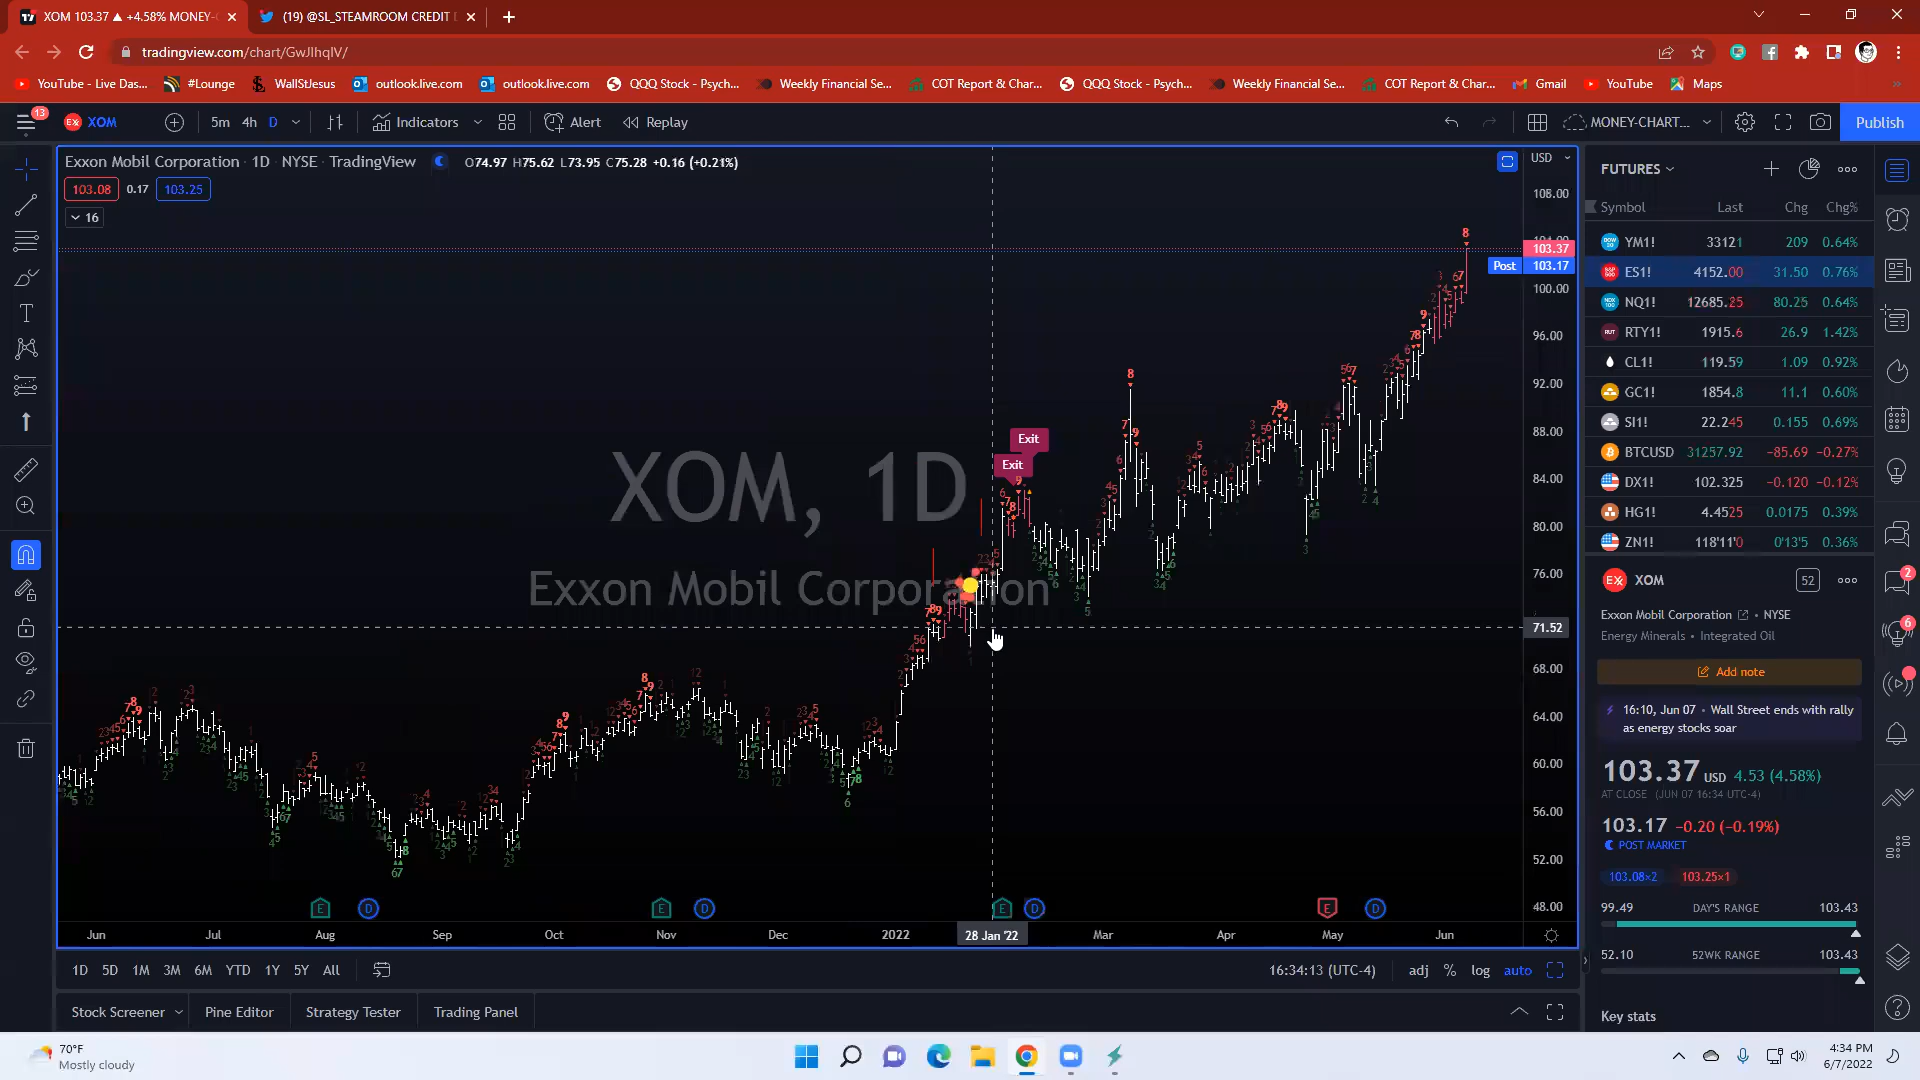 XOM 103.37 ▲ +4.58% MONEY-C
(19) @SL_STEAMROOM CREDIT
tradingview.com/chart/GwJlhqIV/
YouTube - Live Das...
#Lounge
WallStJesus
outlook.live.com
outlook.live.com
QQQ Stock - Psych...
Weekly Financial Se...
COT Report & Char...
QQQ Stock - Psych...
Weekly Financial Se...
COT Report & Char...
Gmail
YouTube
Maps
13
XOM
5m 4h D
Indicators
Alert
Replay
MONEY-CHART...
Publish
Exxon Mobil Corporation · 1D · NYSE · TradingView
O74.97 H75.62 L73.95 C75.28 +0.16 (+0.21%)
103.08 0.17 103.25
16
USD
XOM, 1D
Exxon Mobil Corporation
Exit
Exit
108.00
103.37
Post 103.17
100.00
96.00
92.00
88.00
84.00
80.00
76.00
71.52
68.00
64.00
60.00
56.00
52.00
48.00
E D E D E D E D
Jun Jul Aug Sep Oct Nov Dec 2022 28 Jan '22 Mar Apr May Jun
1D 5D 1M 3M 6M YTD 1Y 5Y All
16:34:13 (UTC-4)
adj % log auto
Stock Screener
Pine Editor
Strategy Tester
Trading Panel
FUTURES
Symbol Last Chg Chg%
YM1! 33121 209 0.64%
ES1! 4152.00 31.50 0.76%
NQ1! 12685.25 80.25 0.64%
RTY1! 1915.6 26.9 1.42%
CL1! 119.59 1.09 0.92%
GC1! 1854.8 11.1 0.60%
SI1! 22.245 0.155 0.69%
BTCUSD 31257.92 −85.69 −0.27%
DX1! 102.325 −0.120 −0.12%
HG1! 4.4525 0.0175 0.39%
ZN1! 118'11'0 0'13'5 0.36%
XOM
52
Exxon Mobil Corporation • NYSE
Energy Minerals • Integrated Oil
Add note
16:10, Jun 07 • Wall Street ends with rally
as energy stocks soar
103.37 USD 4.53 (4.58%)
AT CLOSE (JUN 07 16:34 UTC-4)
103.17 −0.20 (−0.19%)
POST MARKET
103.08×2 103.25×1
99.49 DAY'S RANGE 103.43
52.10 52WK RANGE 103.43
Key stats
2
6
70°F
Mostly cloudy
4:34 PM
6/7/2022